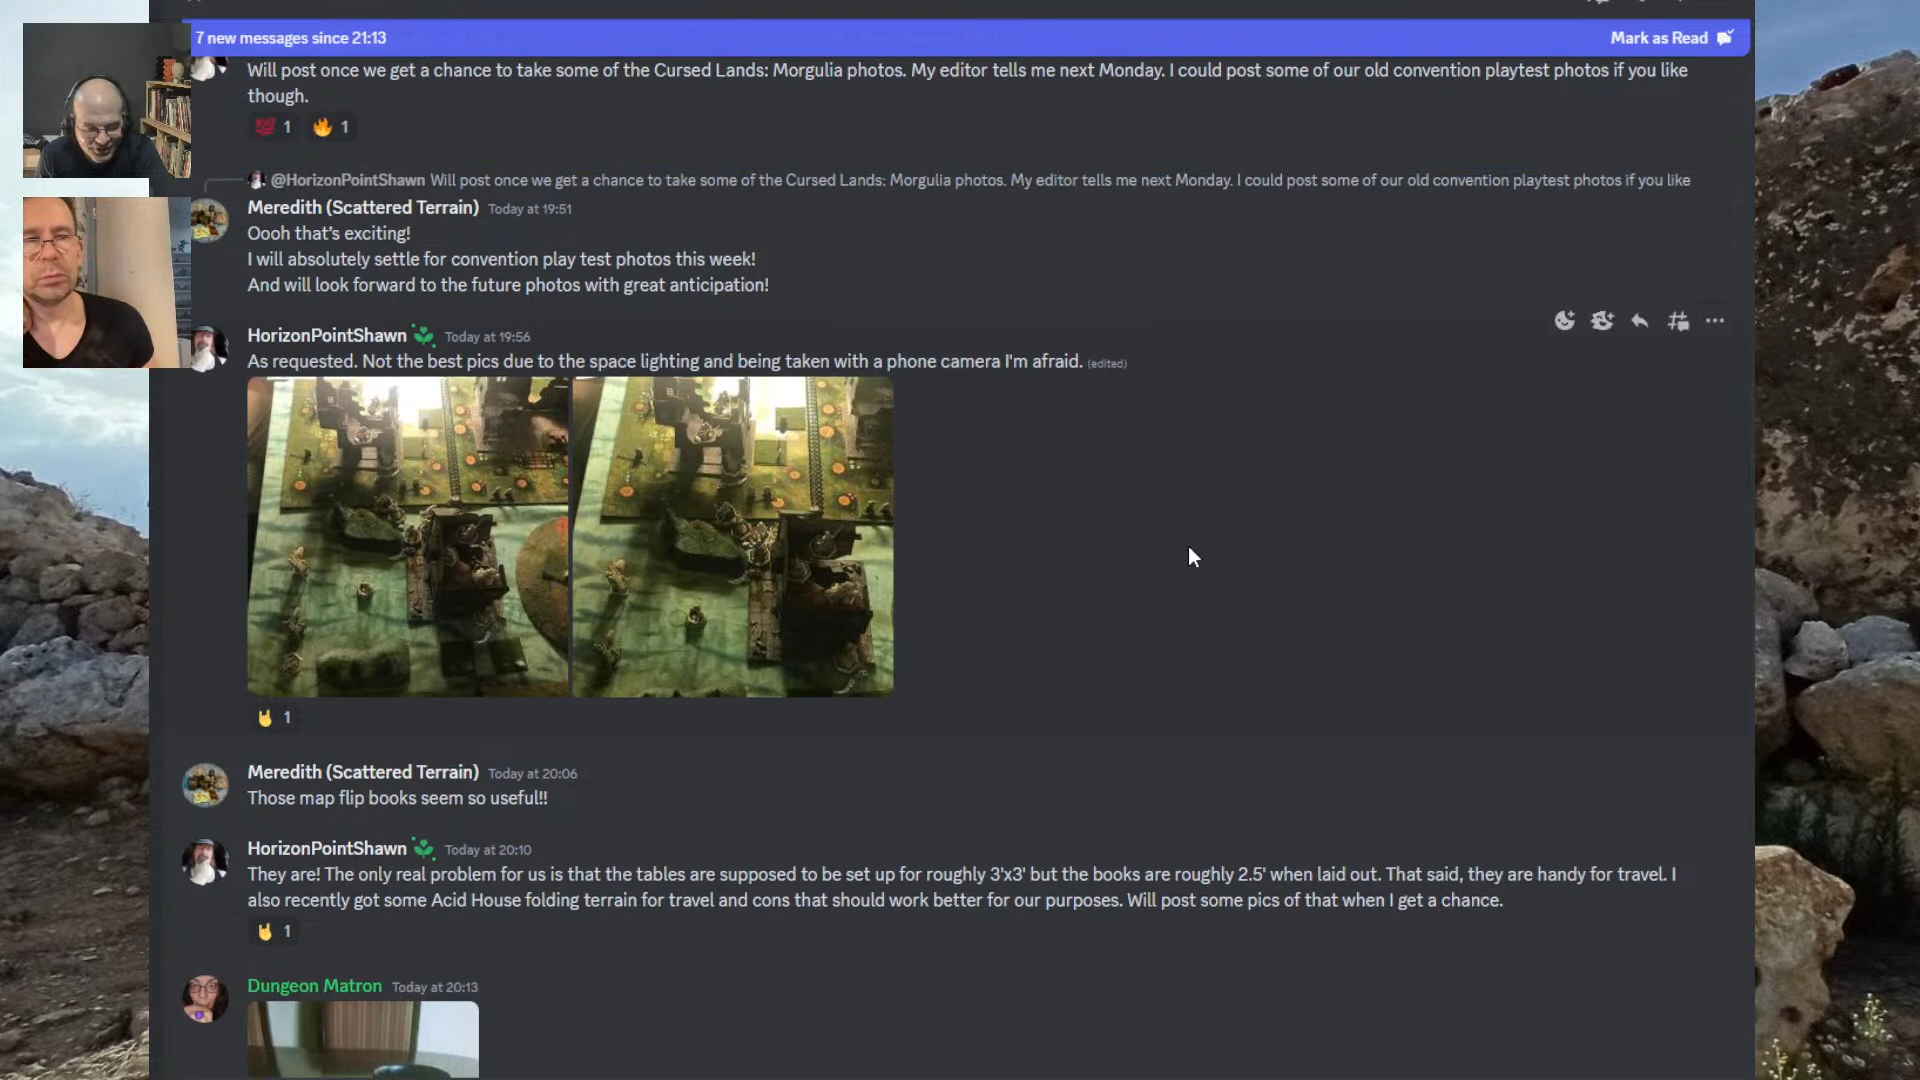 7 new messages since 21:13
Mark as Read
Will post once we get a chance to take some of the Cursed Lands: Morgulia photos. My editor tells me next Monday. I could post some of our old convention playtest photos if you like
though.
1 1
@HorizonPointShawn Will post once we get a chance to take some of the Cursed Lands: Morgulia photos. My editor tells me next Monday. I could post some of our old convention playtest photos if you like
Meredith (Scattered Terrain) Today at 19:51
Oooh that's exciting!
I will absolutely settle for convention play test photos this week!
And will look forward to the future photos with great anticipation!
HorizonPointShawn Today at 19:56
As requested. Not the best pics due to the space lighting and being taken with a phone camera I'm afraid. (edited)
1
Meredith (Scattered Terrain) Today at 20:06
Those map flip books seem so useful!!
HorizonPointShawn Today at 20:10
They are! The only real problem for us is that the tables are supposed to be set up for roughly 3'x3' but the books are roughly 2.5' when laid out. That said, they are handy for travel. I
also recently got some Acid House folding terrain for travel and cons that should work better for our purposes. Will post some pics of that when I get a chance.
1
Dungeon Matron Today at 20:13